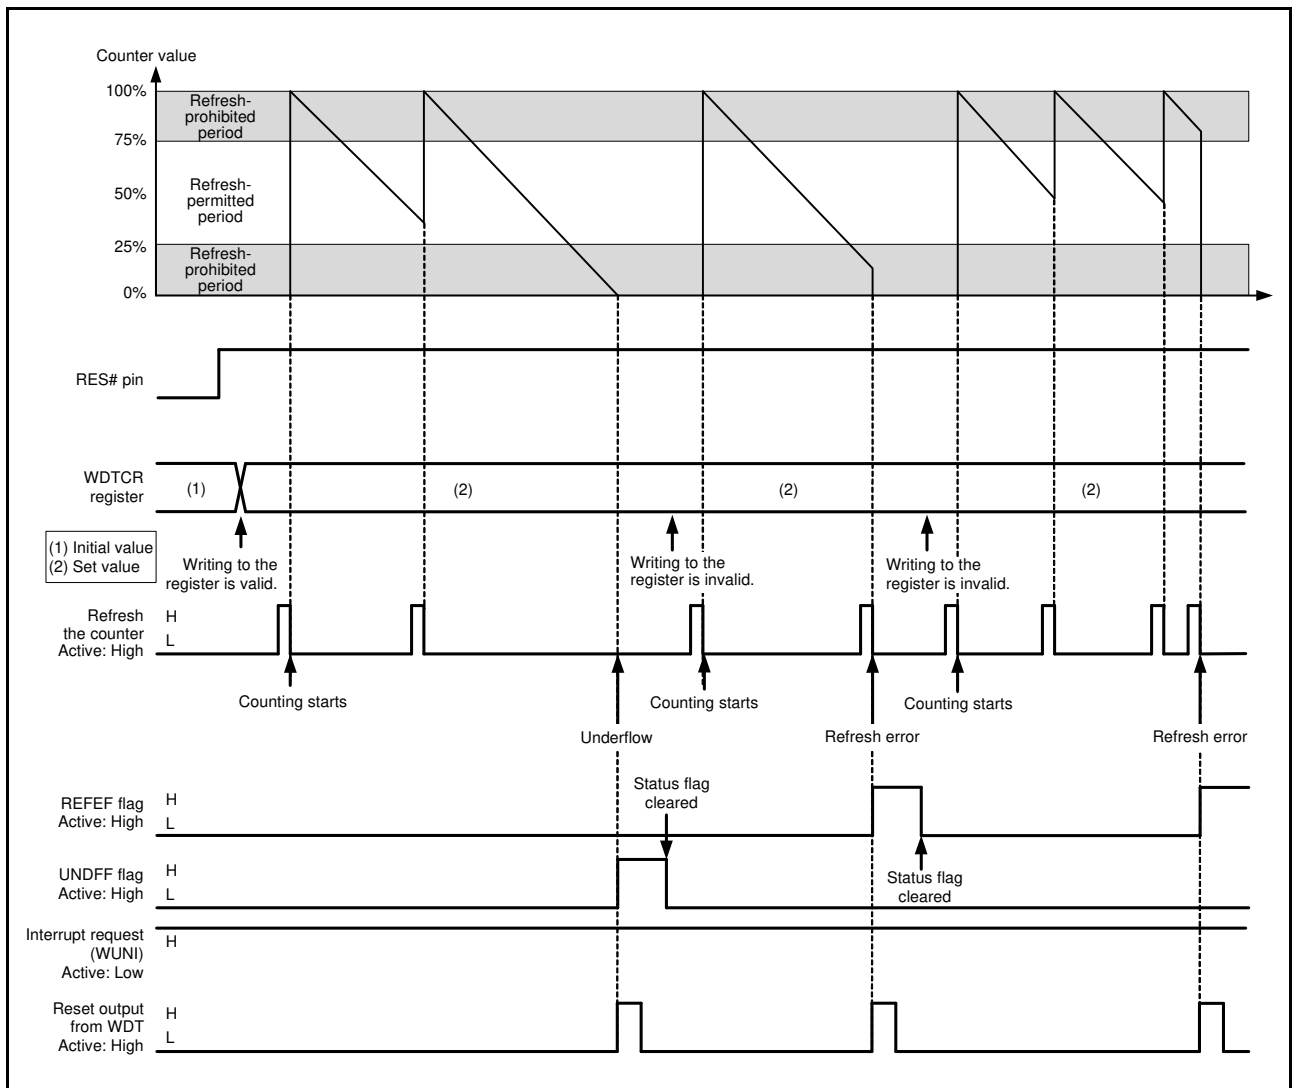 Counter value
100%
Refresh-
prohibited
period
75%
Refresh-
permitted
period
50%
25%
Refresh-
prohibited
period
0%
RES# pin
WDTCR
register
(1)
(2)
(2)
(2)
(1) Initial value
(2) Set value
Writing to the
register is valid.
Writing to the
register is invalid.
Writing to the
register is invalid.
Refresh
the counter
Active: High
H
L
Counting starts
Counting starts
Counting starts
Underflow
Refresh error
Refresh error
Status flag
cleared
REFEF flag
Active: High
H
L
UNDFF flag
Active: High
H
L
Status flag
cleared
Interrupt request
(WUNI)
Active: Low
H
Reset output
from WDT
Active: High
H
L